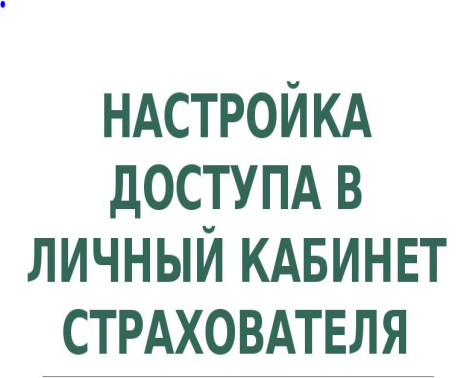 НАСТРОЙКА
ДОСТУПА В
ЛИЧНЫЙ КАБИНЕТ
СТРАХОВАТЕЛЯ